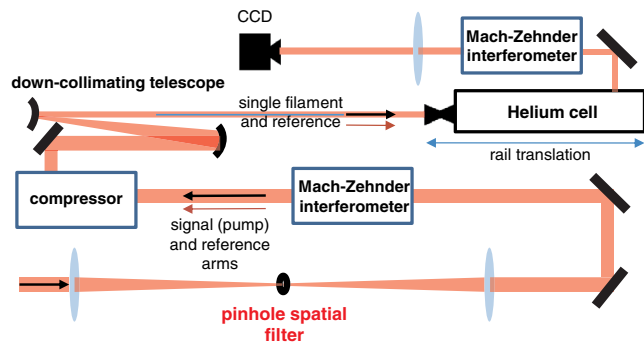 CCD
Mach-Zehnder
interferometer
down-collimating telescope
single filament
and reference
Helium cell
rail translation
compressor
Mach-Zehnder
interferometer
signal (pump)
and reference
arms
pinhole spatial
filter